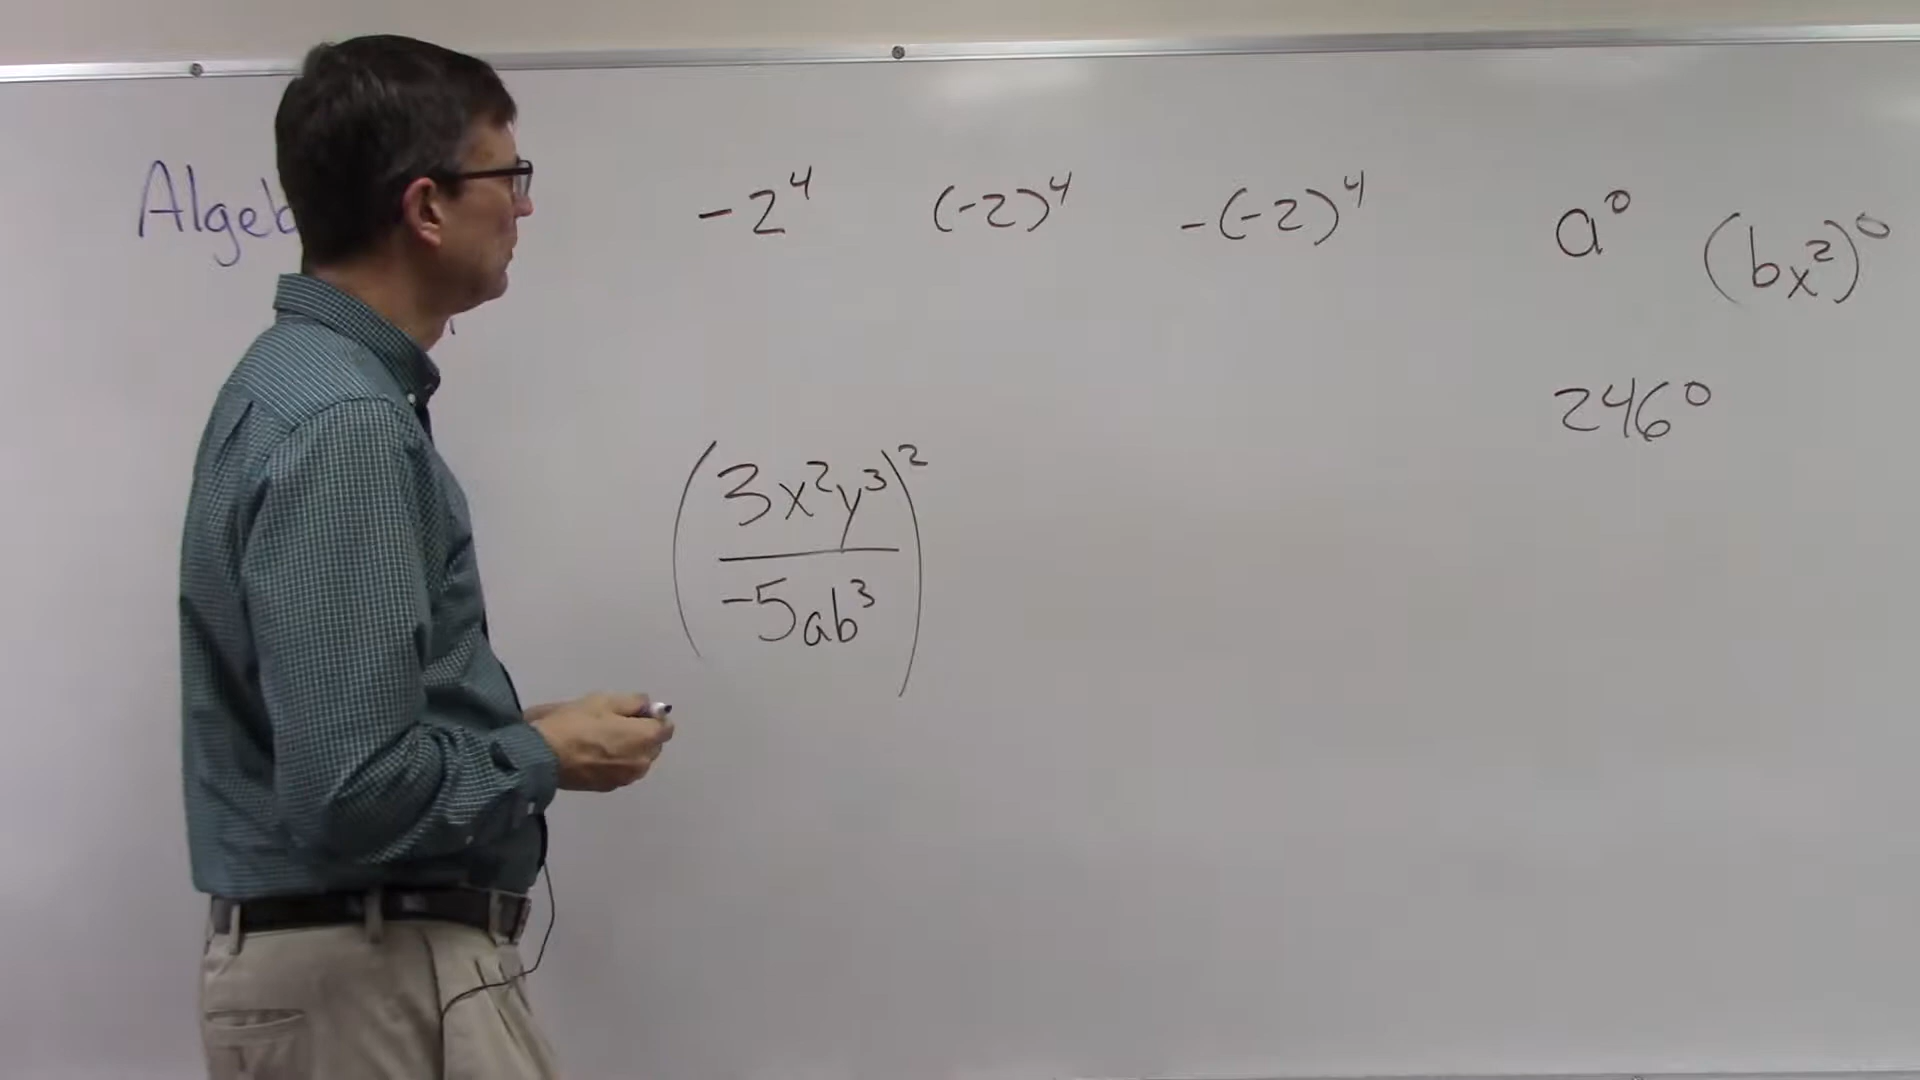 Algeb
-2⁴ (-2)⁴ -(-2)⁴ a⁰ (bx²)⁰
246⁰
(3x²y³ / -5ab³)²